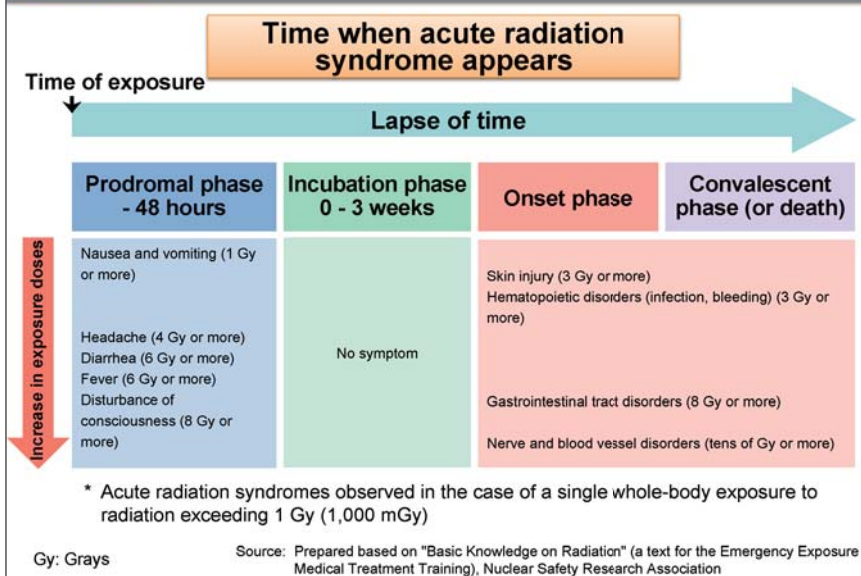 Time when acute radiation
syndrome appears
Time of exposure
Lapse of time
Prodromal phase
- 48 hours
Incubation phase
0 - 3 weeks
Onset phase
Convalescent
phase (or death)
Increase in exposure doses
Nausea and vomiting (1 Gy
or more)
Headache (4 Gy or more)
Diarrhea (6 Gy or more)
Fever (6 Gy or more)
Disturbance of
consciousness (8 Gy or
more)
No symptom
Skin injury (3 Gy or more)
Hematopoietic disorders (infection, bleeding) (3 Gy or
more)
Gastrointestinal tract disorders (8 Gy or more)
Nerve and blood vessel disorders (tens of Gy or more)
* Acute radiation syndromes observed in the case of a single whole-body exposure to
radiation exceeding 1 Gy (1,000 mGy)
Gy: Grays
Source: Prepared based on "Basic Knowledge on Radiation" (a text for the Emergency Exposure
Medical Treatment Training), Nuclear Safety Research Association